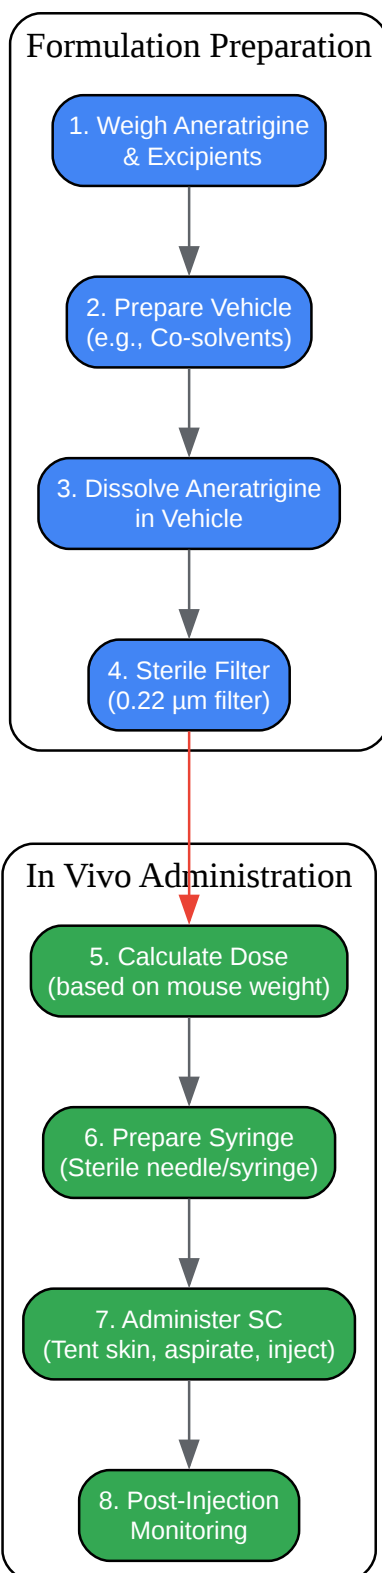 Formulation Preparation
1. Weigh Aneratrigine
& Excipients
2. Prepare Vehicle
(e.g., Co-solvents)
3. Dissolve Aneratrigine
in Vehicle
4. Sterile Filter
(0.22 µm filter)
In Vivo Administration
5. Calculate Dose
(based on mouse weight)
6. Prepare Syringe
(Sterile needle/syringe)
7. Administer SC
(Tent skin, aspirate, inject)
8. Post-Injection
Monitoring